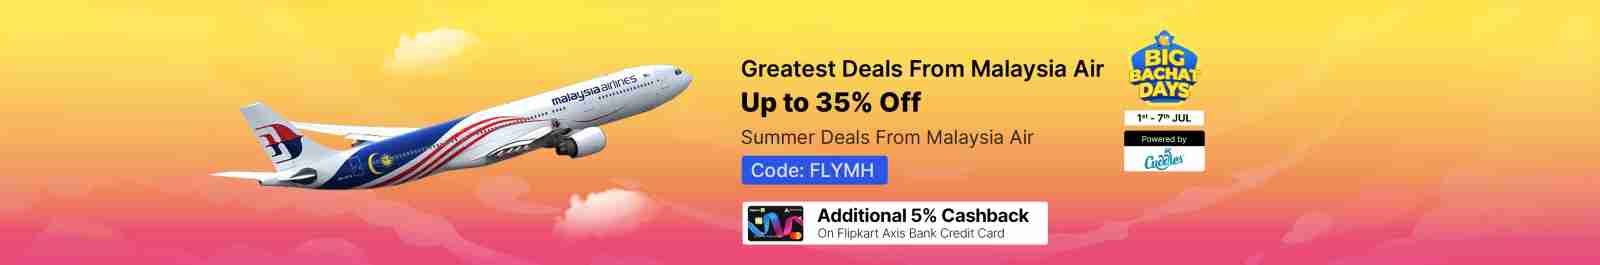 malaysia airlines
Greatest Deals From Malaysia Air
Up to 35% Off
Summer Deals From Malaysia Air
Code: FLYMH
Additional 5% Cashback
On Flipkart Axis Bank Credit Card
BIG
BACHAT
DAYS
1st - 7th JUL
Powered by
Cuddles